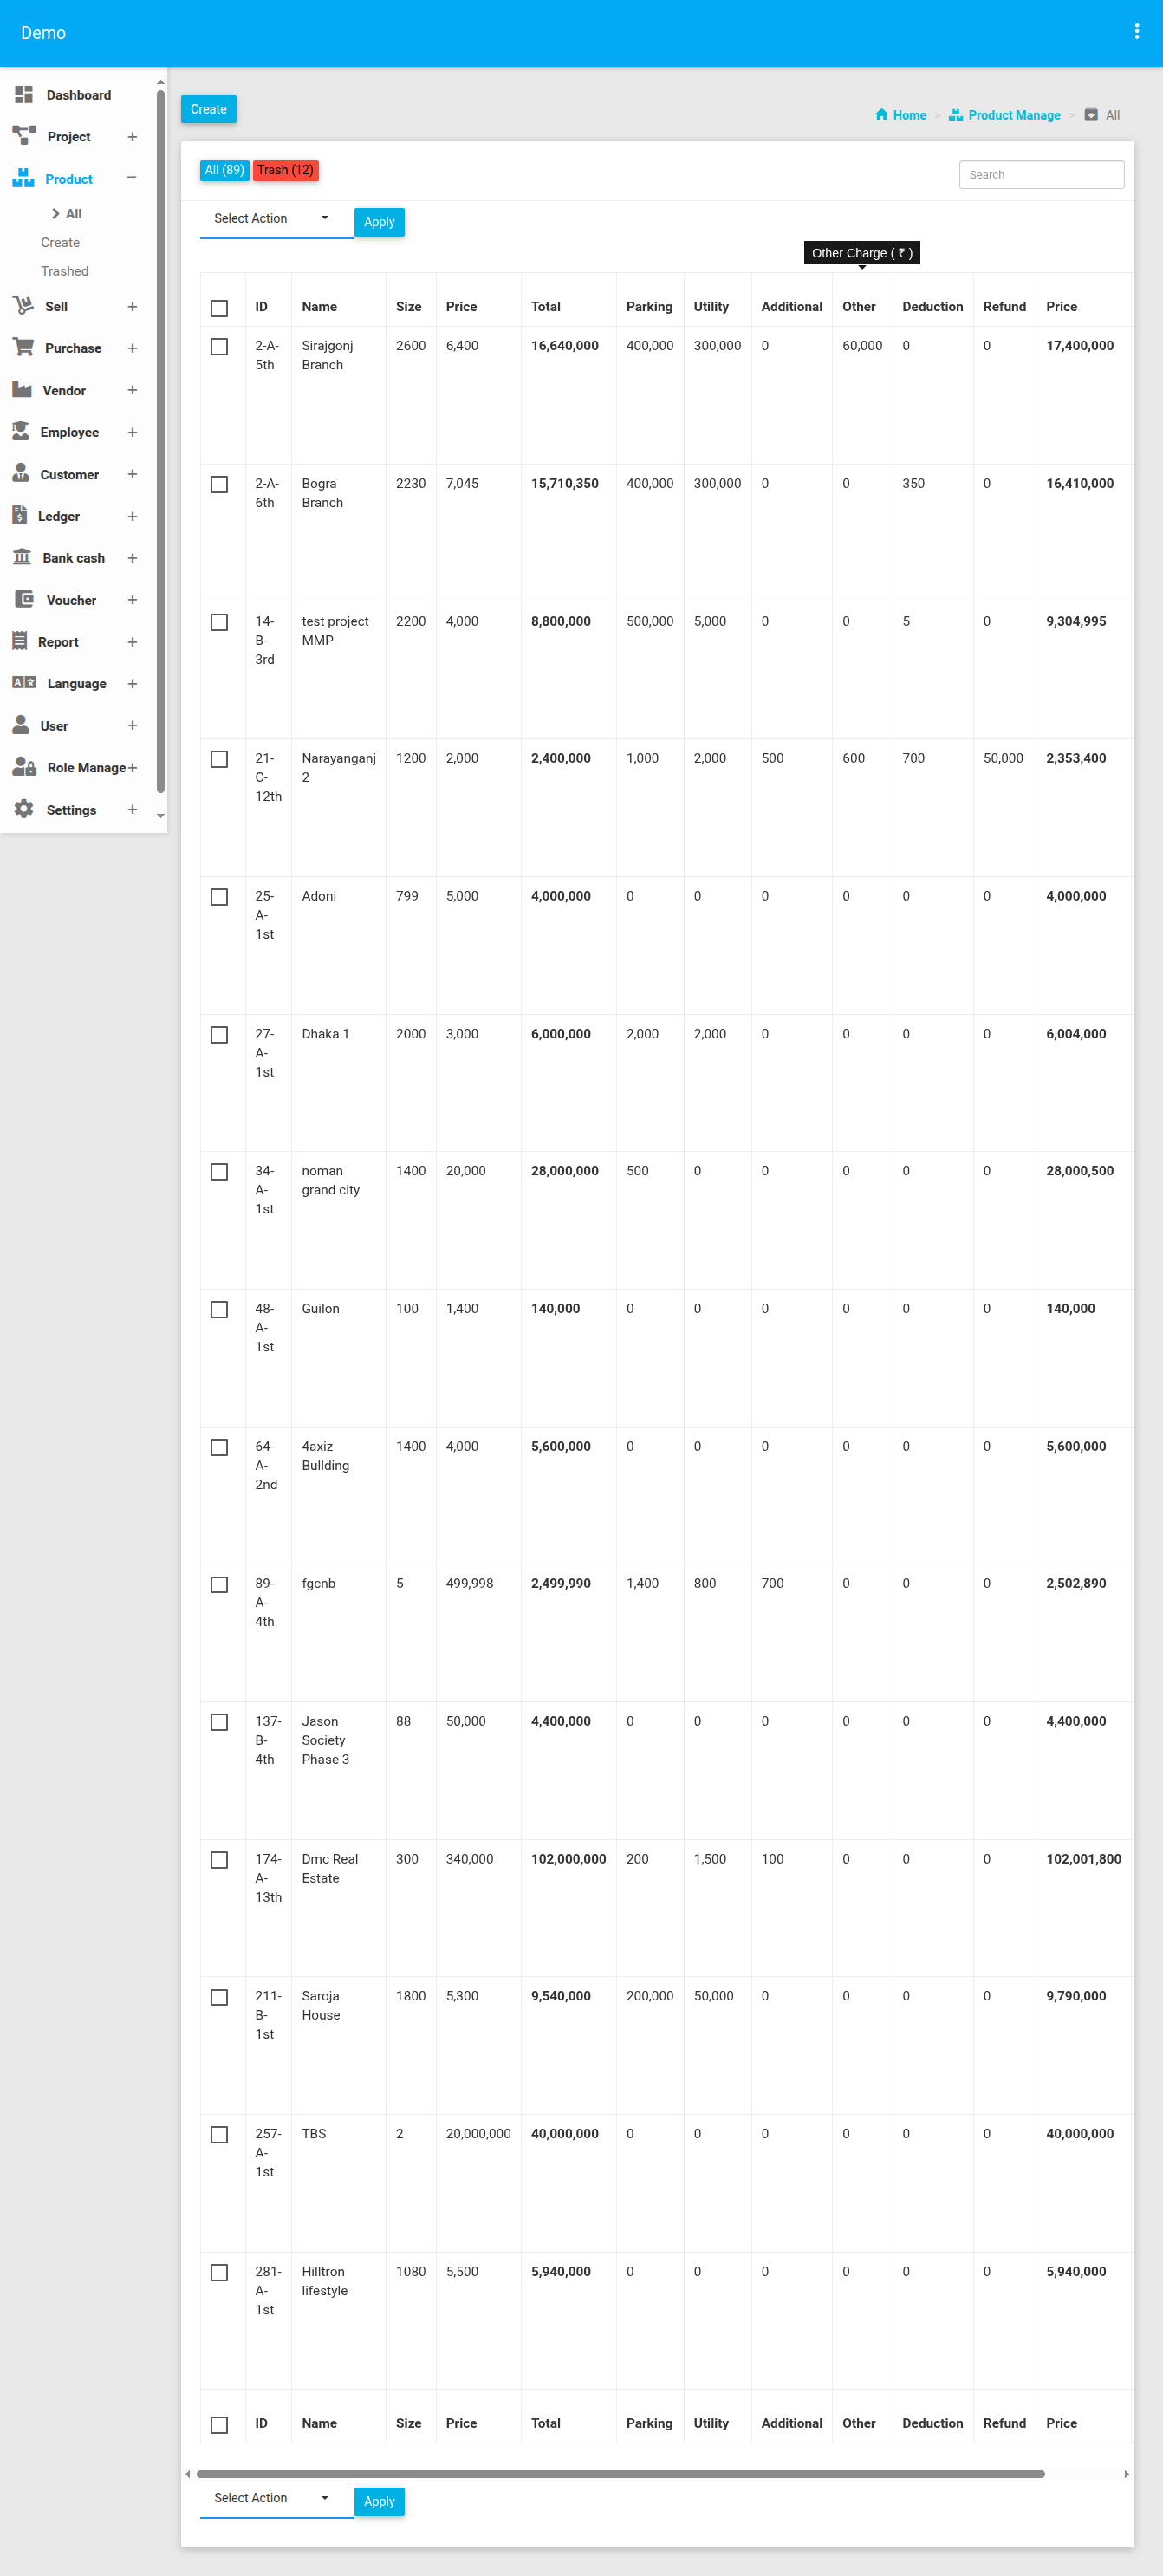 Demo
Dashboard
Project
Product
All
Create
Trashed
Sell
Purchase
Vendor
Employee
Customer
Ledger
Bank cash
Voucher
Report
Language
User
Role Manage
Settings
Create
Home > Product Manage > All
All (89) Trash (12)
Search
Select Action
Apply
Other Charge ( ₹ )
ID Name Size Price Total Parking Utility Additional Other Deduction Refund Price
2-A- Sirajgonj 2600 6,400 16,640,000 400,000 300,000 0 60,000 0 0 17,400,000
5th Branch
2-A- Bogra 2230 7,045 15,710,350 400,000 300,000 0 0 350 0 16,410,000
6th Branch
14- test project 2200 4,000 8,800,000 500,000 5,000 0 0 5 0 9,304,995
B- MMP
3rd
21- Narayanganj 1200 2,000 2,400,000 1,000 2,000 500 600 700 50,000 2,353,400
C- 2
12th
25- Adoni 799 5,000 4,000,000 0 0 0 0 0 0 4,000,000
A-
1st
27- Dhaka 1 2000 3,000 6,000,000 2,000 2,000 0 0 0 0 6,004,000
A-
1st
34- noman 1400 20,000 28,000,000 500 0 0 0 0 0 28,000,500
A- grand city
1st
48- Guilon 100 1,400 140,000 0 0 0 0 0 0 140,000
A-
1st
64- 4axiz 1400 4,000 5,600,000 0 0 0 0 0 0 5,600,000
A- Bullding
2nd
89- fgcnb 5 499,998 2,499,990 1,400 800 700 0 0 0 2,502,890
A-
4th
137- Jason 88 50,000 4,400,000 0 0 0 0 0 0 4,400,000
B- Society
4th Phase 3
174- Dmc Real 300 340,000 102,000,000 200 1,500 100 0 0 0 102,001,800
A- Estate
13th
211- Saroja 1800 5,300 9,540,000 200,000 50,000 0 0 0 0 9,790,000
B- House
1st
257- TBS 2 20,000,000 40,000,000 0 0 0 0 0 0 40,000,000
A-
1st
281- Hilltron 1080 5,500 5,940,000 0 0 0 0 0 0 5,940,000
A- lifestyle
1st
ID Name Size Price Total Parking Utility Additional Other Deduction Refund Price
Select Action
Apply